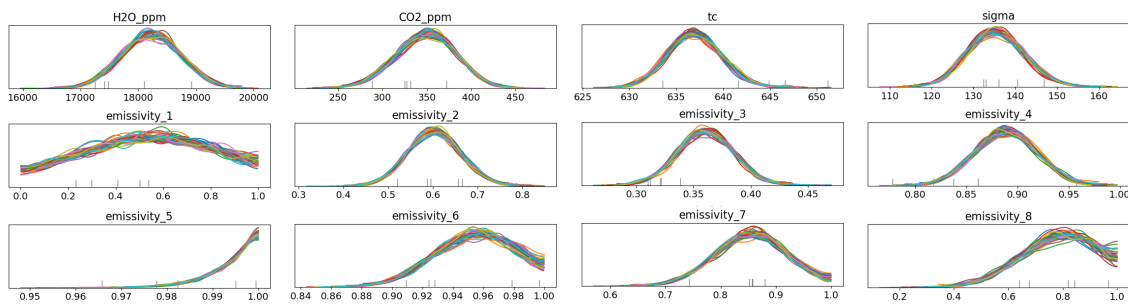 H2O_ppm CO2_ppm tc sigma
16000 17000 18000 19000 20000 250 300 350 400 450 625 630 635 640 645 650 110 120 130 140 150 160
emissivity_1 emissivity_2 emissivity_3 emissivity_4
0.0 0.2 0.4 0.6 0.8 1.0 0.3 0.4 0.5 0.6 0.7 0.8 0.30 0.35 0.40 0.45 0.80 0.85 0.90 0.95 1.00
emissivity_5 emissivity_6 emissivity_7 emissivity_8
0.95 0.96 0.97 0.98 0.99 1.00 0.84 0.86 0.88 0.90 0.92 0.94 0.96 0.98 1.00 0.6 0.7 0.8 0.9 1.0 0.2 0.4 0.6 0.8 1.0